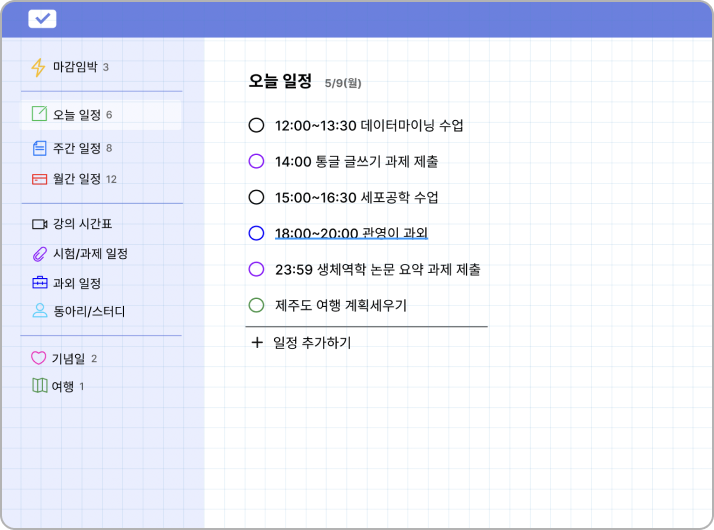 마감임박 3
오늘 일정 6
주간 일정 8
월간 일정 12
강의 시간표
시험/과제 일정
과외 일정
동아리/스터디
기념일 2
여행 1
오늘 일정 5/9(월)
12:00~13:30 데이터마이닝 수업
14:00 통글 글쓰기 과제 제출
15:00~16:30 세포공학 수업
18:00~20:00 관영이 과외
23:59 생체역학 논문 요약 과제 제출
제주도 여행 계획세우기
+ 일정 추가하기